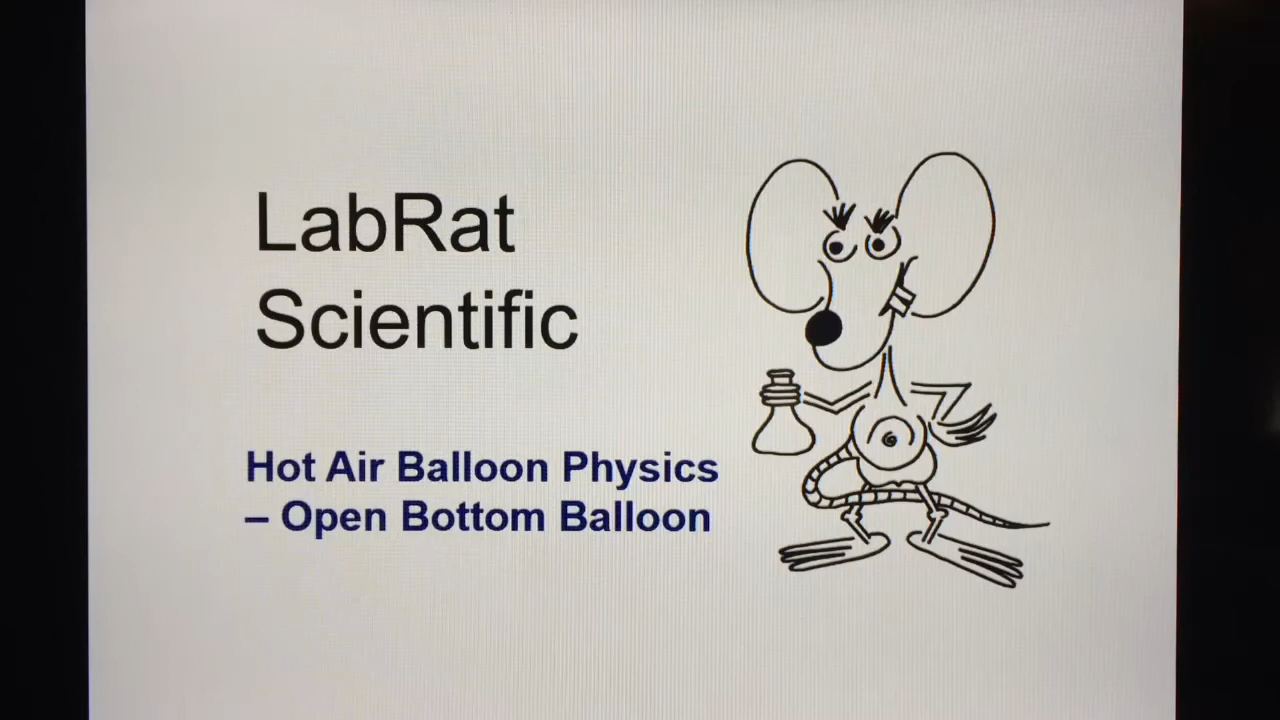 LabRat
Scientific
Hot Air Balloon Physics
– Open Bottom Balloon